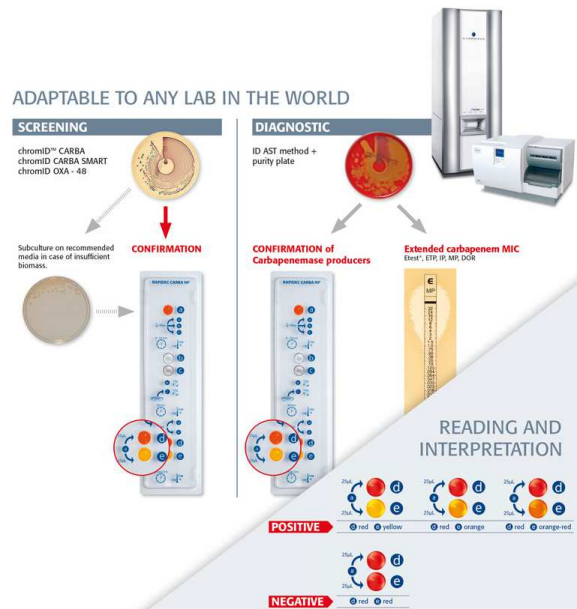 ADAPTABLE TO ANY LAB IN THE WORLD
SCREENING
chromID™ CARBA
chromID CARBA SMART
chromID OXA - 48
Subculture on recommended
media in case of insufficient
biomass.
CONFIRMATION
RAPIDEC CARBA NP
a
b
c
d
e
DIAGNOSTIC
ID AST method +
purity plate
CONFIRMATION of
Carbapenemase producers
RAPIDEC CARBA NP
a
b
c
d
e
Extended carbapenem MIC
Etest®, ETP, IP, MP, DOR
E
MP
READING AND
INTERPRETATION
25µL d
a
25µL e
25µL d
a
25µL e
25µL d
a
25µL e
POSITIVE
d red e yellow
d red e orange
d red e orange-red
25µL d
a
25µL e
NEGATIVE
d red e red